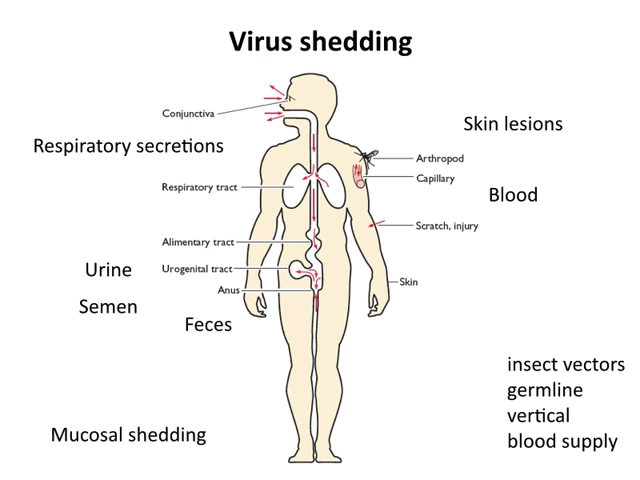 Virus shedding
Conjunctiva
Skin lesions
Respiratory secretions
Arthropod
Capillary
Respiratory tract
Blood
Scratch, injury
Alimentary tract
Urine
Urogenital tract
Skin
Anus
Semen
Feces
insect vectors
germline
vertical
blood supply
Mucosal shedding